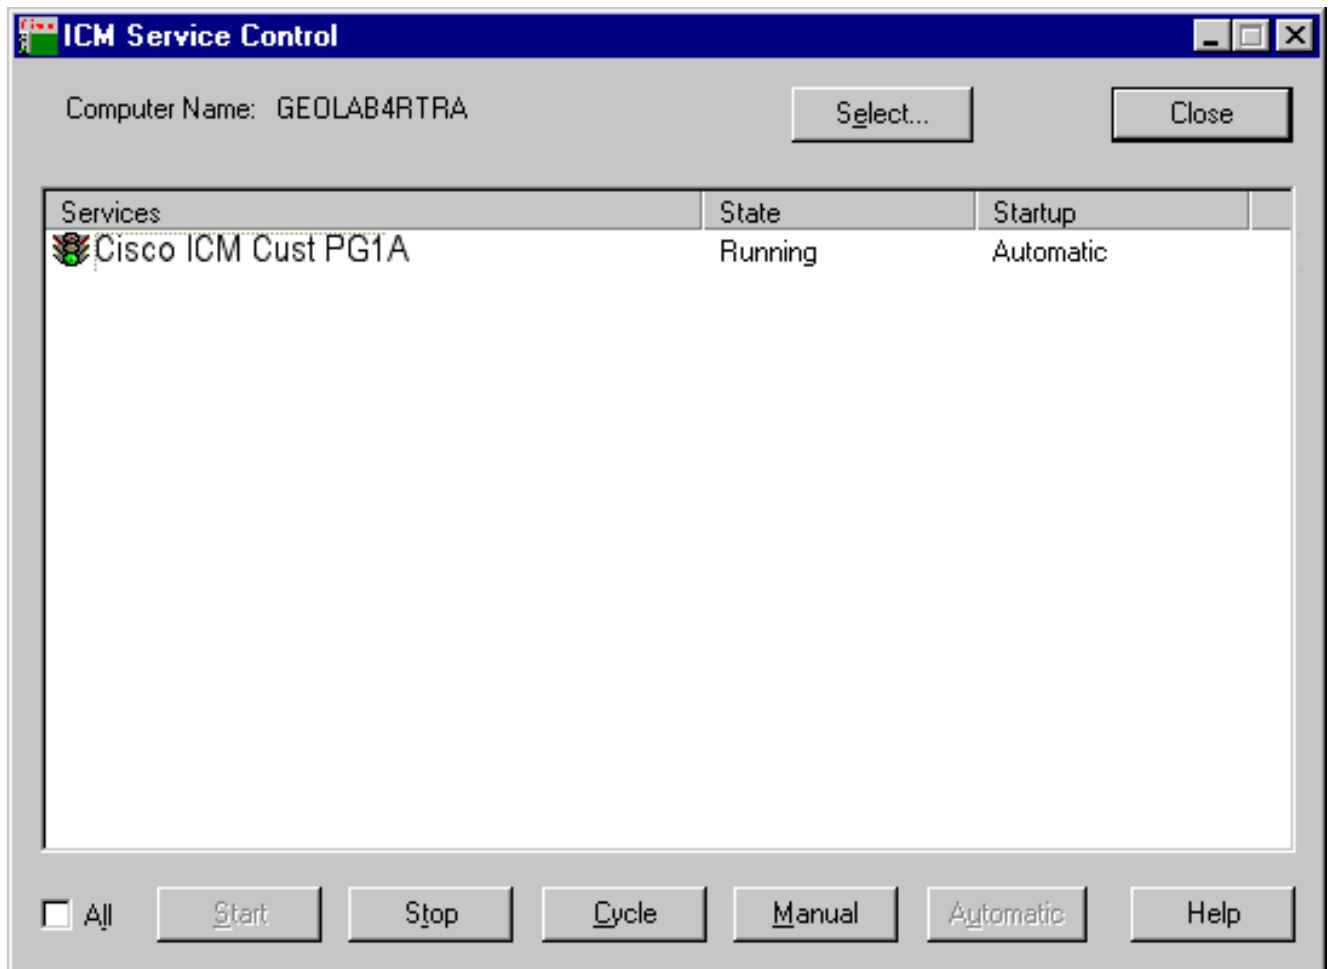 ICM Service Control
Computer Name: GEOLAB4RTRA Select... Close
Services State Startup
Cisco ICM Cust PG1A Running Automatic
All Start Stop Cycle Manual Automatic Help